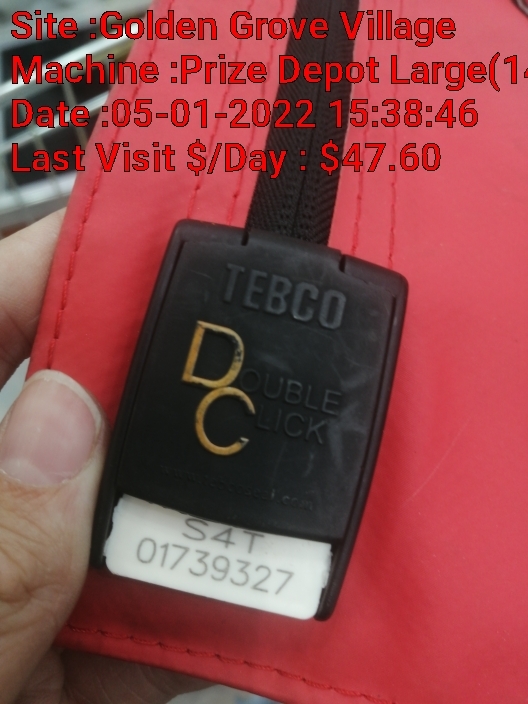 Site :Golden Grove Village
Machine :Prize Depot Large(14
Date :05-01-2022 15:38:46
Last Visit $/Day : $47.60
TEBCO
DOUBLE
CLICK
S4T
01739327